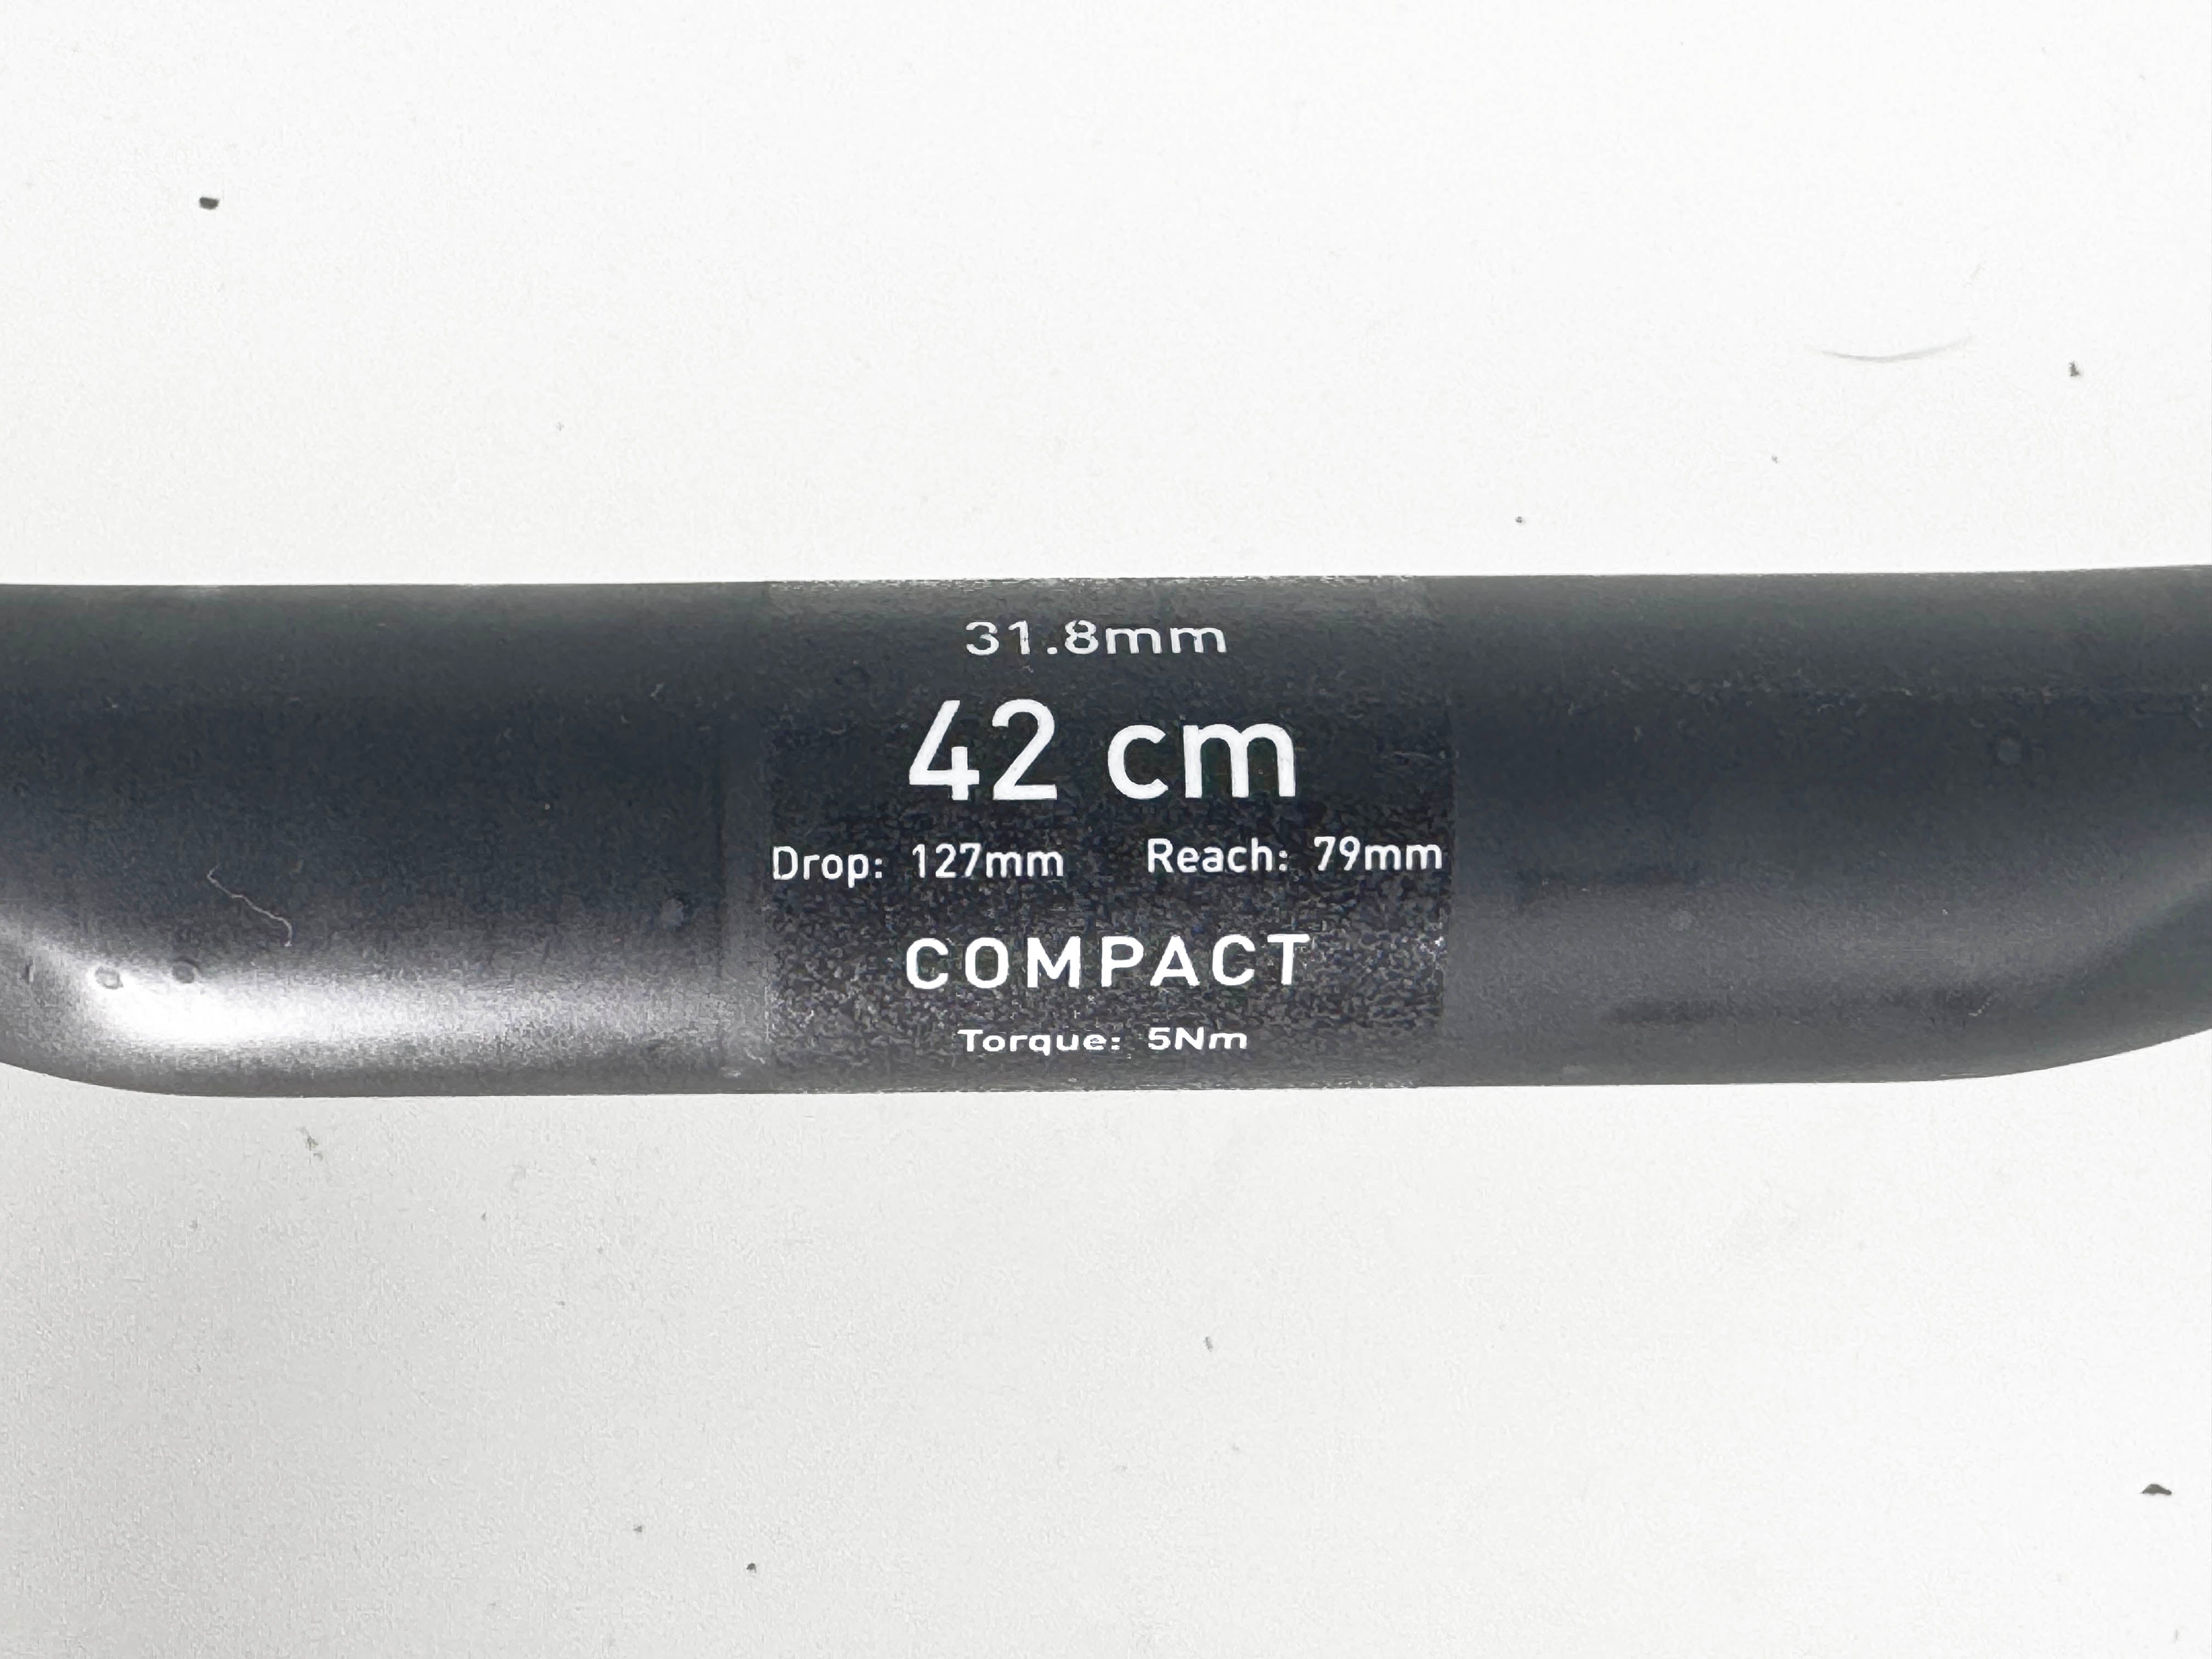 31.8mm
42 cm
Drop: 127mm Reach: 79mm
COMPACT
Torque: 5Nm